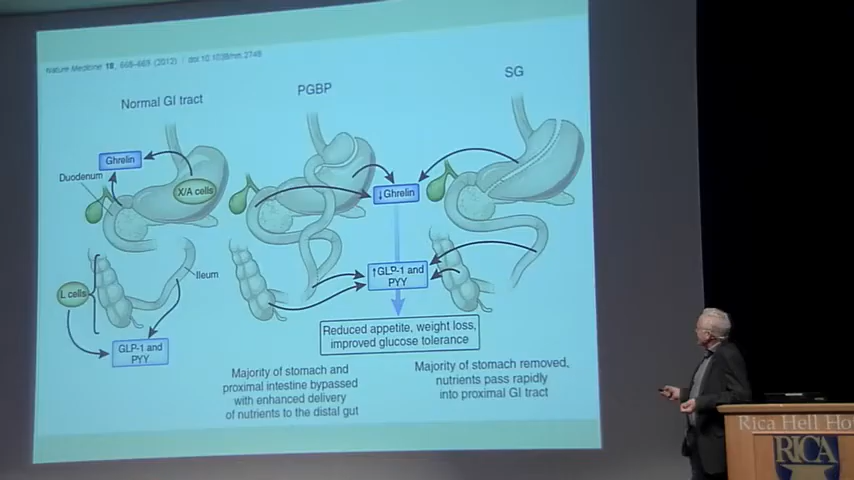 Nature Medicine 18, 666–668 (2012) | doi:10.1038/nm.2748
Normal GI tract
PGBP
SG
Ghrelin
Duodenum
X/A cells
↓Ghrelin
Ileum
L cells
↑GLP-1 and
PYY
GLP-1 and
PYY
Reduced appetite, weight loss,
improved glucose tolerance
Majority of stomach and
proximal intestine bypassed
with enhanced delivery
of nutrients to the distal gut
Majority of stomach removed,
nutrients pass rapidly
into proximal GI tract
Rica Hell Ho
RICA